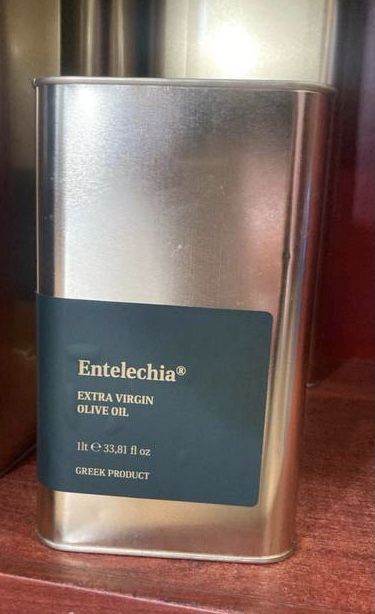 Entelechia®
EXTRA VIRGIN
OLIVE OIL
1lt ℮ 33,81 fl oz
GREEK PRODUCT